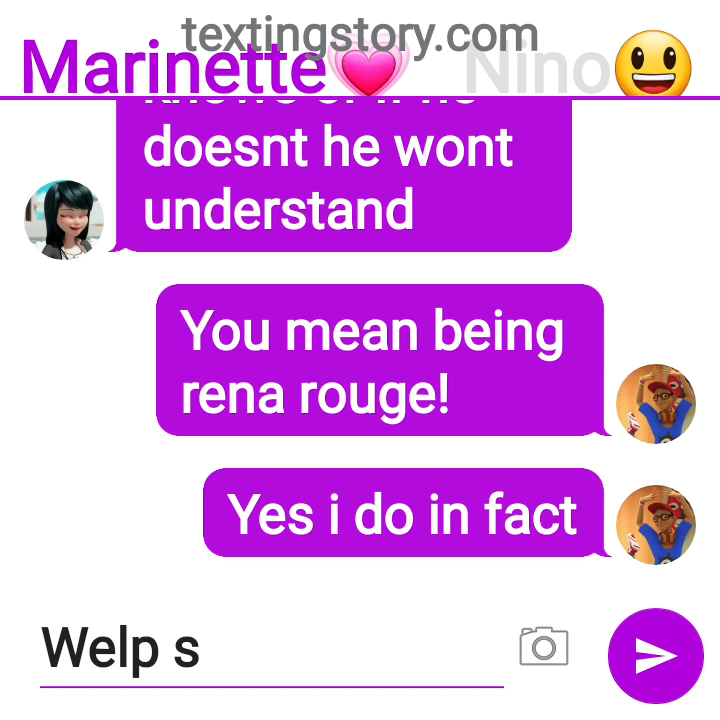 textingstory.com
Marinette💗 Nino😃
doesnt he wont
understand
You mean being
rena rouge!
Yes i do in fact
Welp s